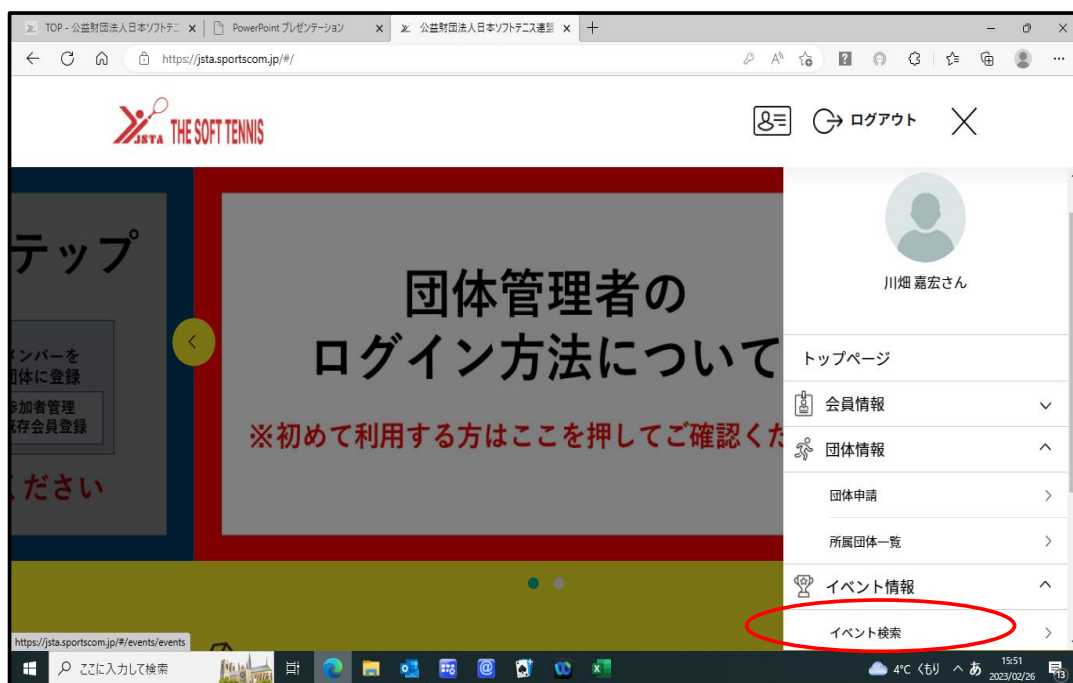 TOP - 公益財団法人日本ソフトテニ
PowerPoint プレゼンテーション
公益財団法人日本ソフトテニス連盟
https://jsta.sportscom.jp/#/
JSTA THE SOFT TENNIS
ログアウト
テップ
メンバーを
団体に登録
参加者管理
既存会員登録
ください
団体管理者の
ログイン方法について
※初めて利用する方はここを押してご確認くだ
川畑 嘉宏さん
トップページ
会員情報
団体情報
団体申請
所属団体一覧
イベント情報
イベント検索
https://jsta.sportscom.jp/#/events/events
ここに入力して検索
4°C くもり
あ
15:51
2023/02/26
13